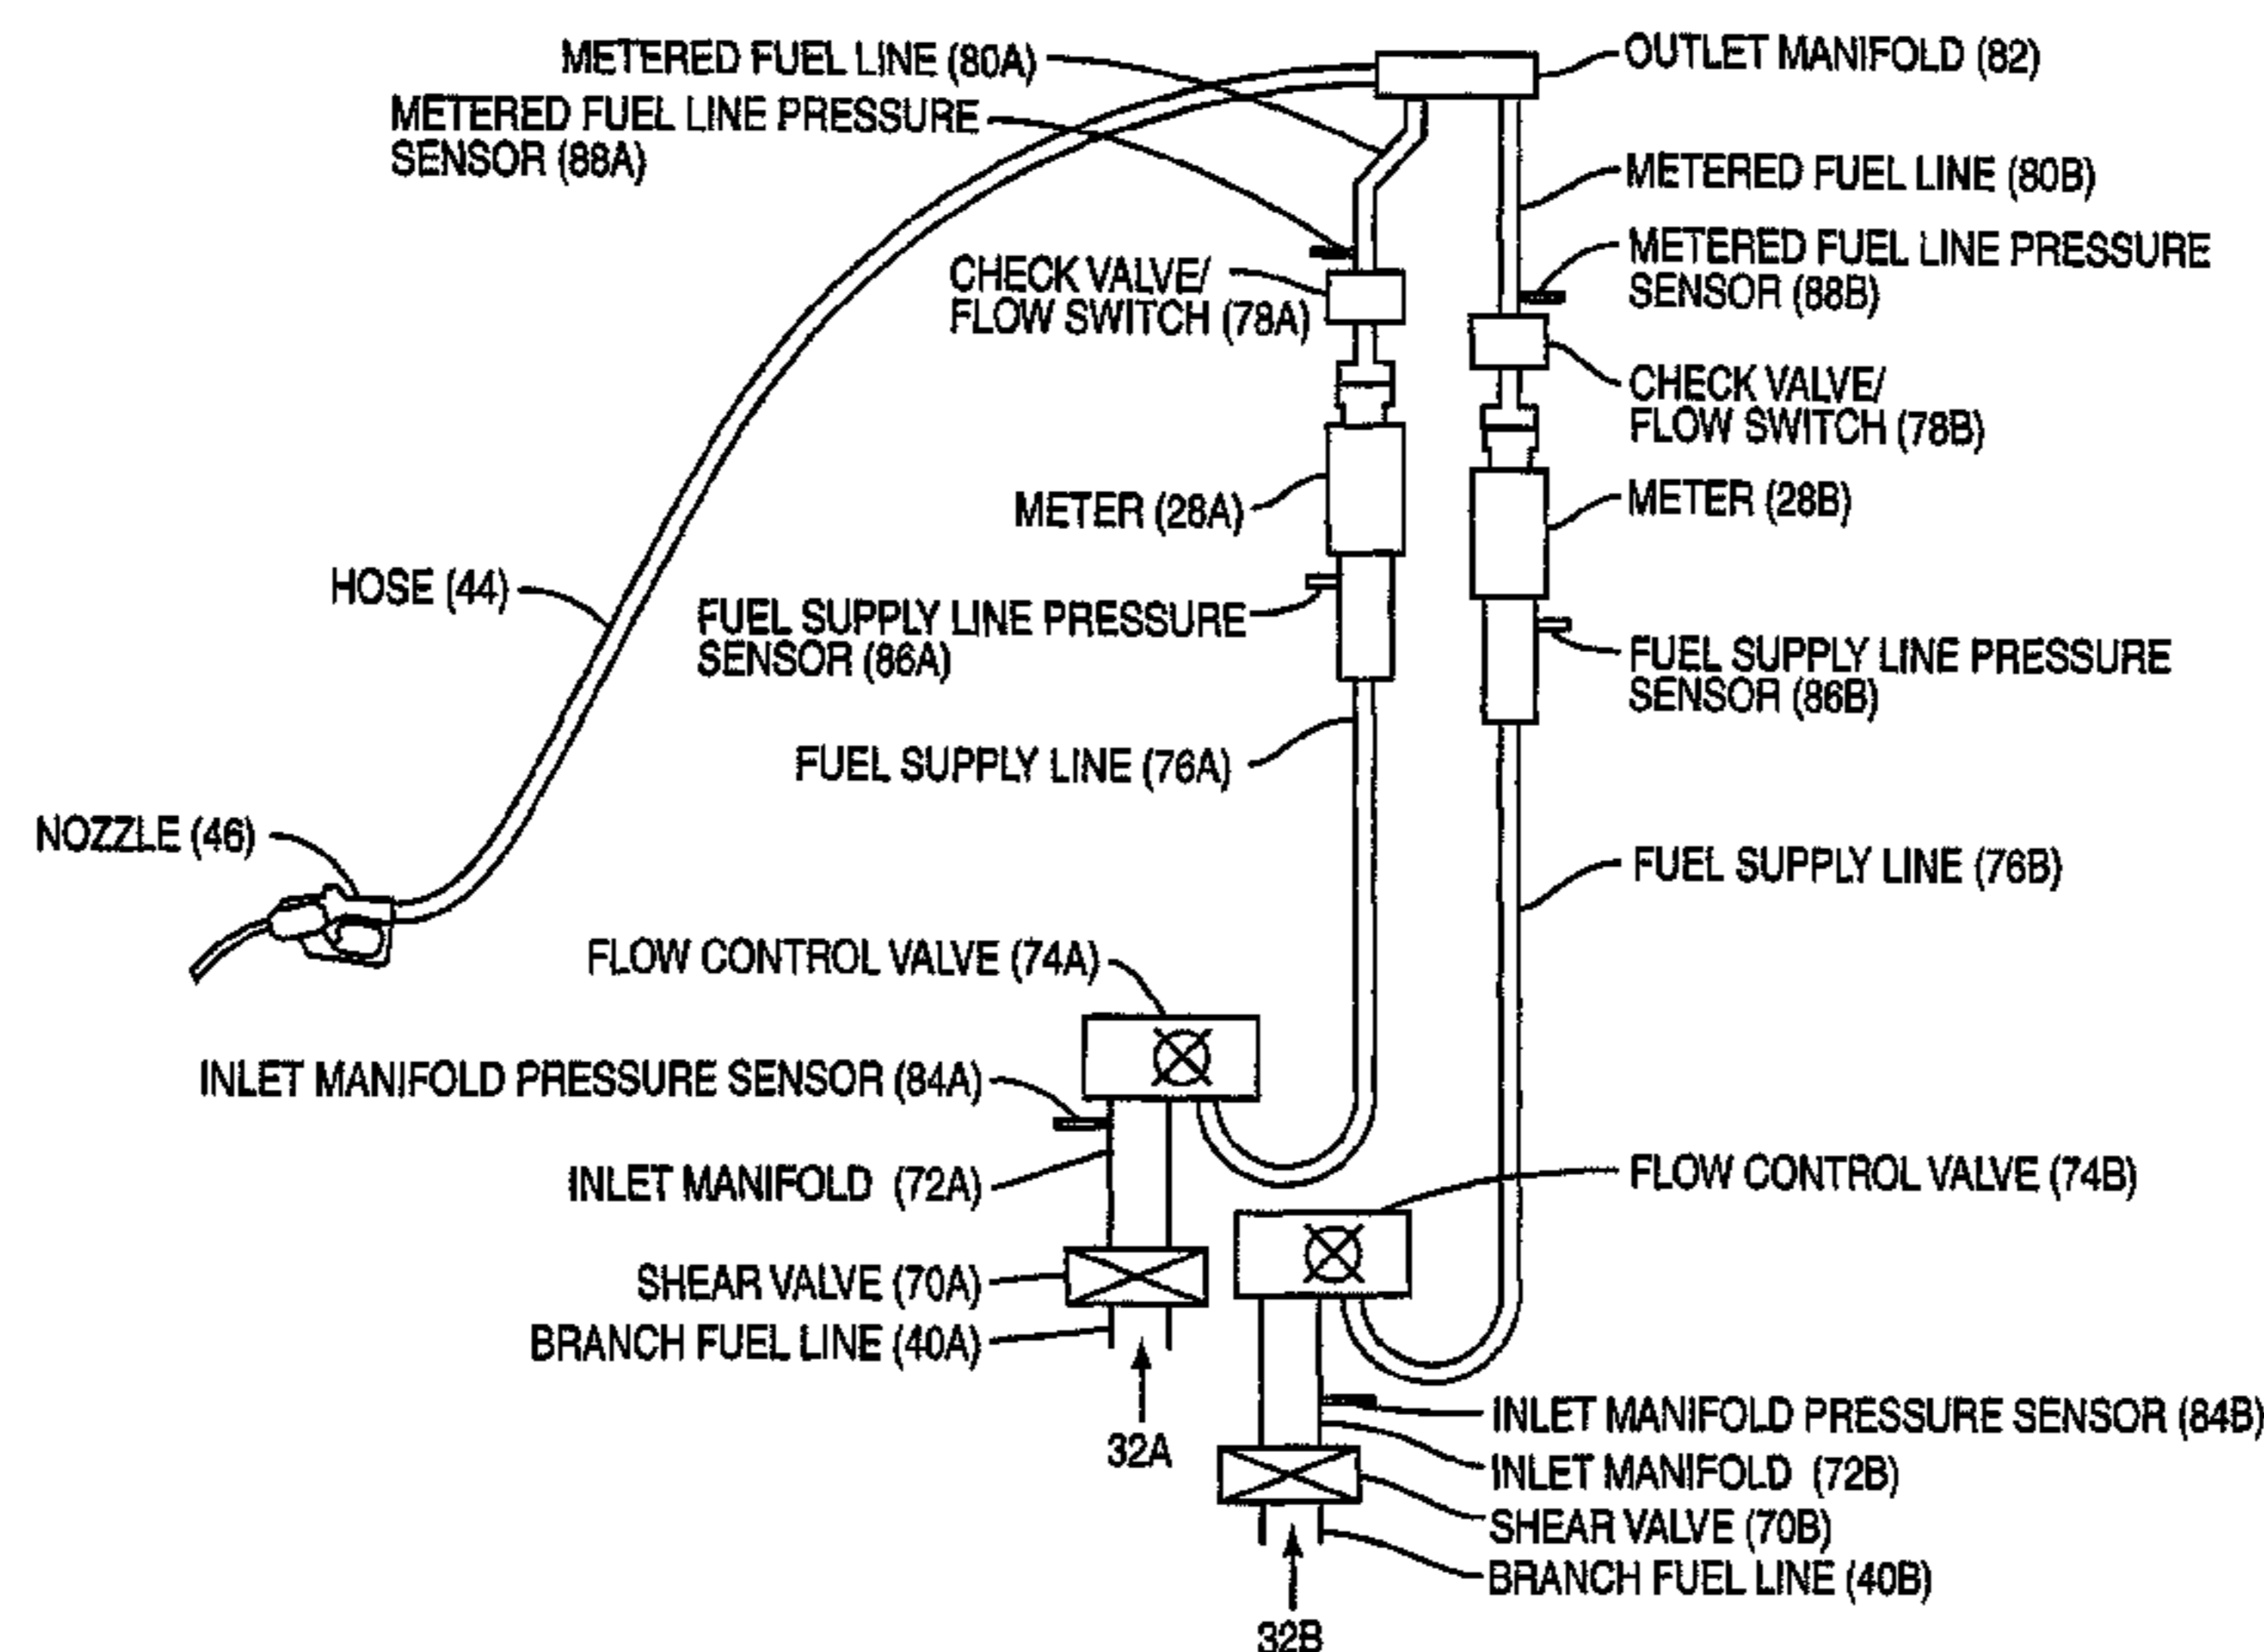 METERED FUEL LINE (80A)
METERED FUEL LINE PRESSURE
SENSOR (88A)
OUTLET MANIFOLD (82)
METERED FUEL LINE (80B)
METERED FUEL LINE PRESSURE
SENSOR (88B)
CHECK VALVE/
FLOW SWITCH (78A)
CHECK VALVE/
FLOW SWITCH (78B)
METER (28A)
METER (28B)
HOSE (44)
FUEL SUPPLY LINE PRESSURE
SENSOR (86A)
FUEL SUPPLY LINE PRESSURE
SENSOR (86B)
FUEL SUPPLY LINE (76A)
NOZZLE (46)
FUEL SUPPLY LINE (76B)
FLOW CONTROL VALVE (74A)
INLET MANIFOLD PRESSURE SENSOR (84A)
INLET MANIFOLD (72A)
FLOW CONTROL VALVE (74B)
SHEAR VALVE (70A)
BRANCH FUEL LINE (40A)
32A
INLET MANIFOLD PRESSURE SENSOR (84B)
INLET MANIFOLD (72B)
SHEAR VALVE (70B)
BRANCH FUEL LINE (40B)
32B